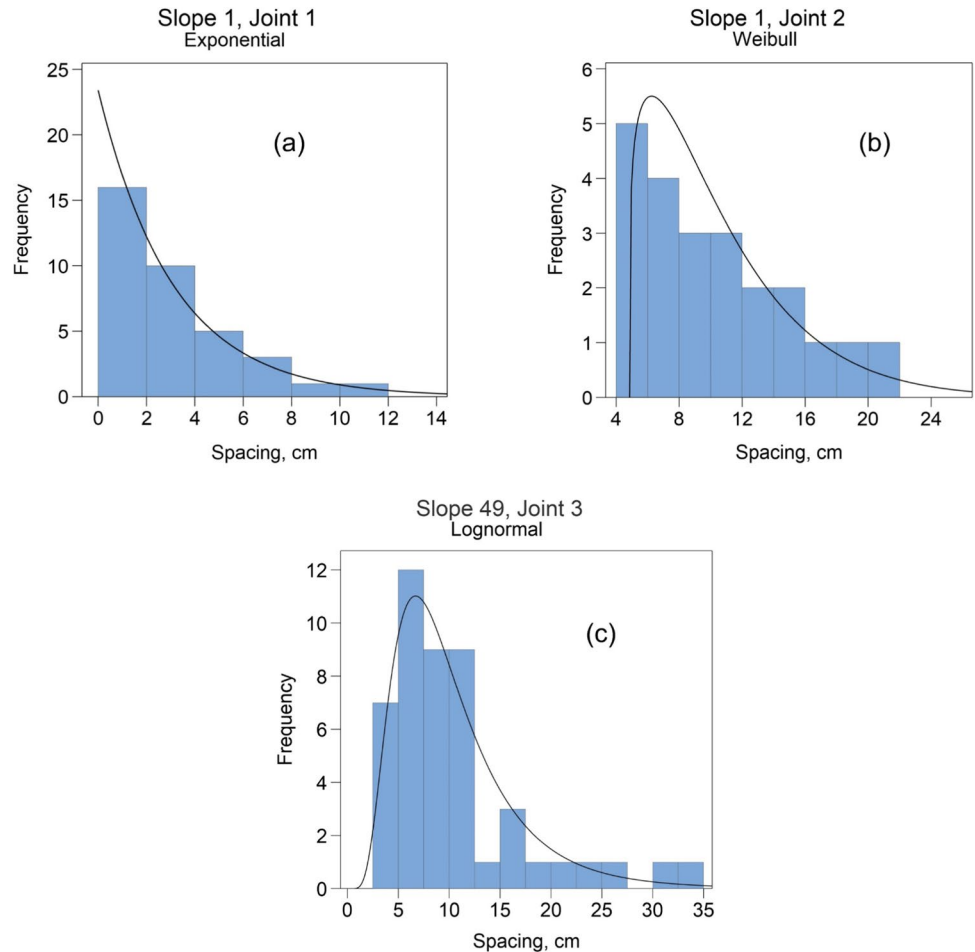 Slope 1, Joint 1
Exponential
25
20
15
10
5
0
Frequency
(a)
0 2 4 6 8 10 12 14
Spacing, cm
Slope 1, Joint 2
Weibull
6
5
4
3
2
1
0
Frequency
(b)
4 8 12 16 20 24
Spacing, cm
Slope 49, Joint 3
Lognormal
12
10
8
6
4
2
0
Frequency
(c)
0 5 10 15 20 25 30 35
Spacing, cm